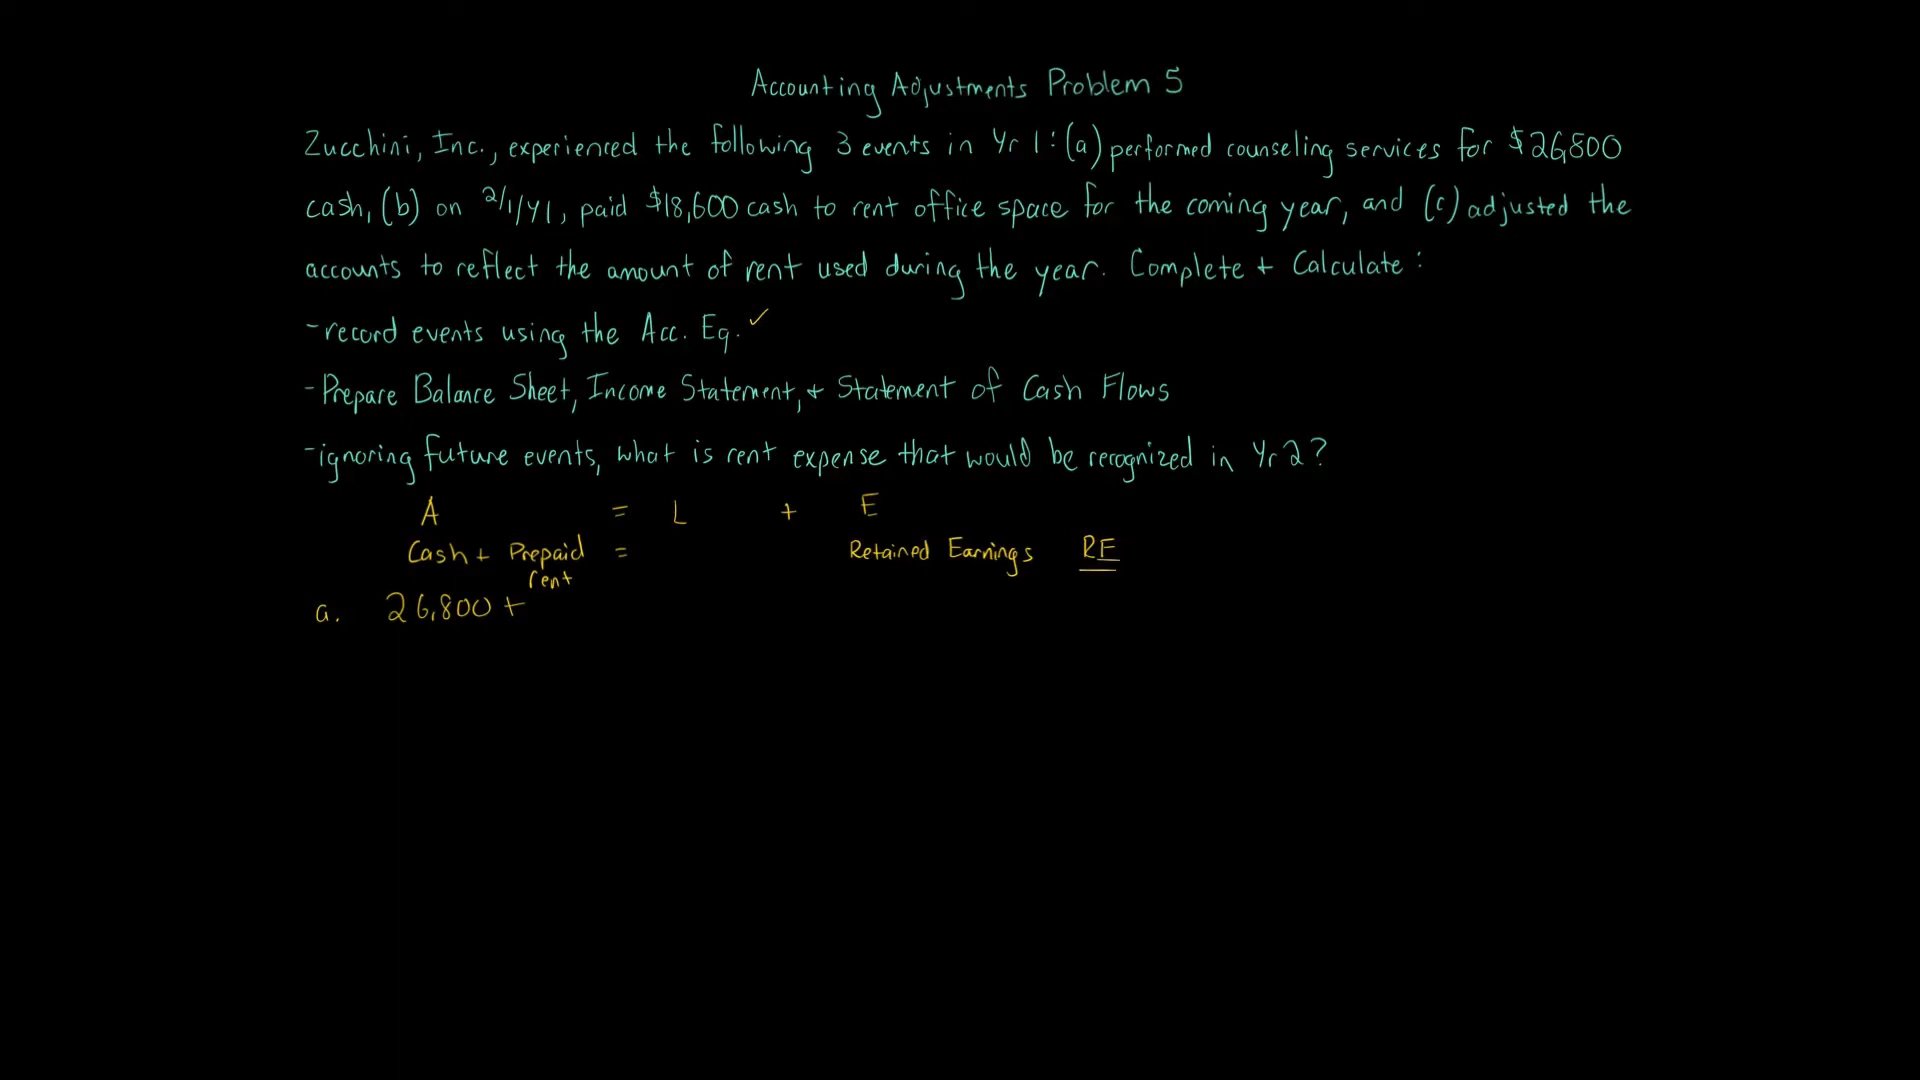 Accounting Adjustments Problem 5
Zucchini, Inc., experienced the following 3 events in Yr 1: (a) performed counseling services for $26,800
cash, (b) on 2/1/Y1, paid $18,600 cash to rent office space for the coming year, and (c) adjusted the
accounts to reflect the amount of rent used during the year. Complete + Calculate:
-record events using the Acc. Eq. ✓
-Prepare Balance Sheet, Income Statement, + Statement of Cash Flows
-ignoring future events, what is rent expense that would be recognized in Yr 2?
A = L + E
Cash + Prepaid = Retained Earnings RE
rent
a. 26,800 +